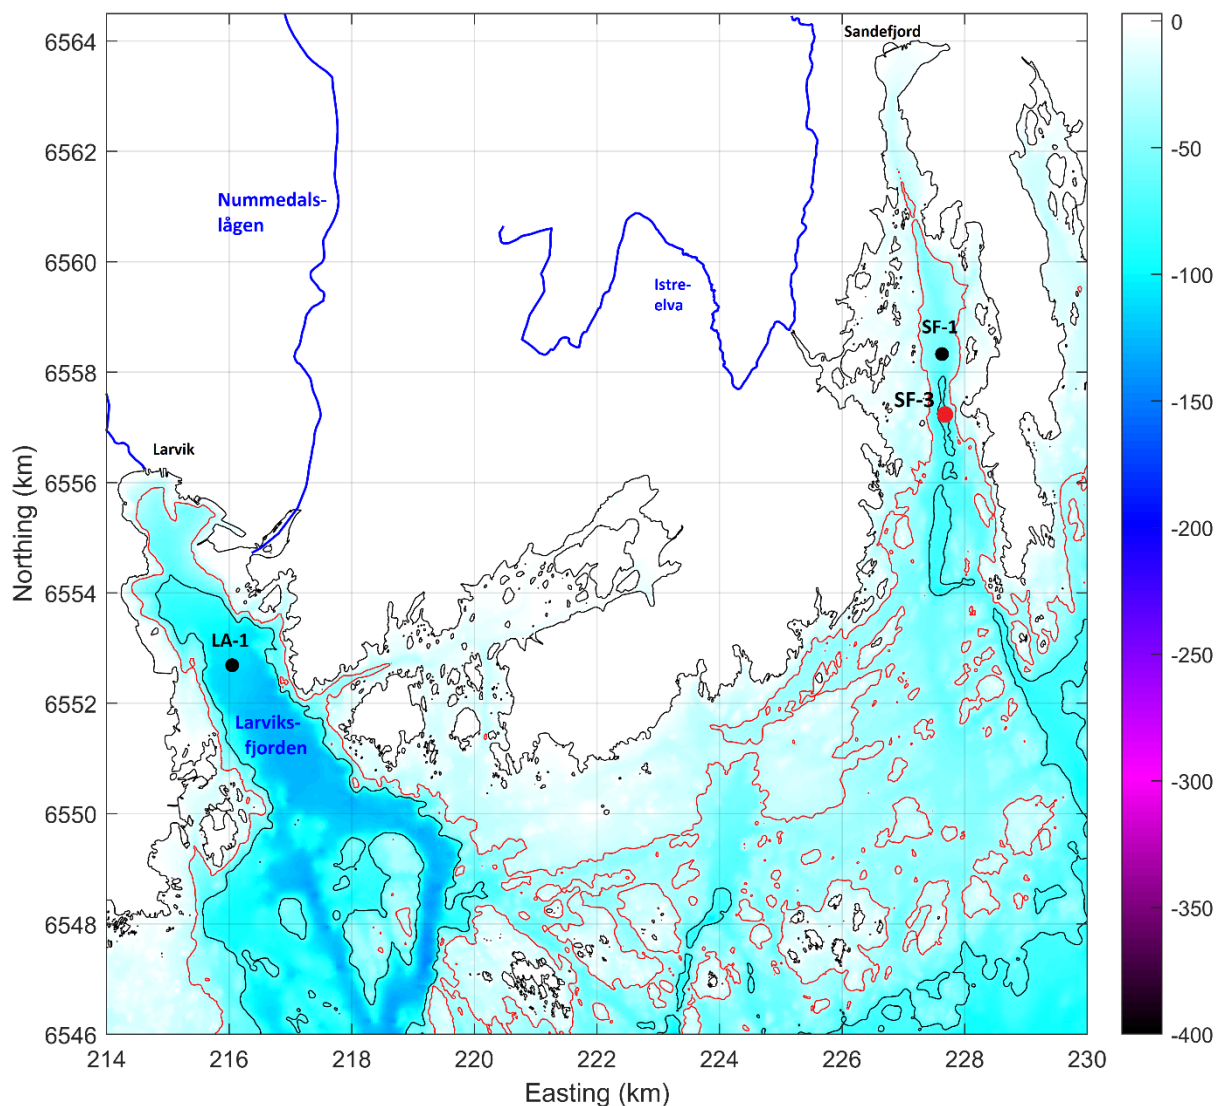 Sandefjord
6564
6562
6560
6558
6556
6554
6552
6550
6548
6546
Nummedals-
lågen
Istre-
elva
SF-1
SF-3
Larvik
LA-1
Larviks-
fjorden
214
216
218
220
222
224
226
228
230
Easting (km)
Northing (km)
0
-50
-100
-150
-200
-250
-300
-350
-400